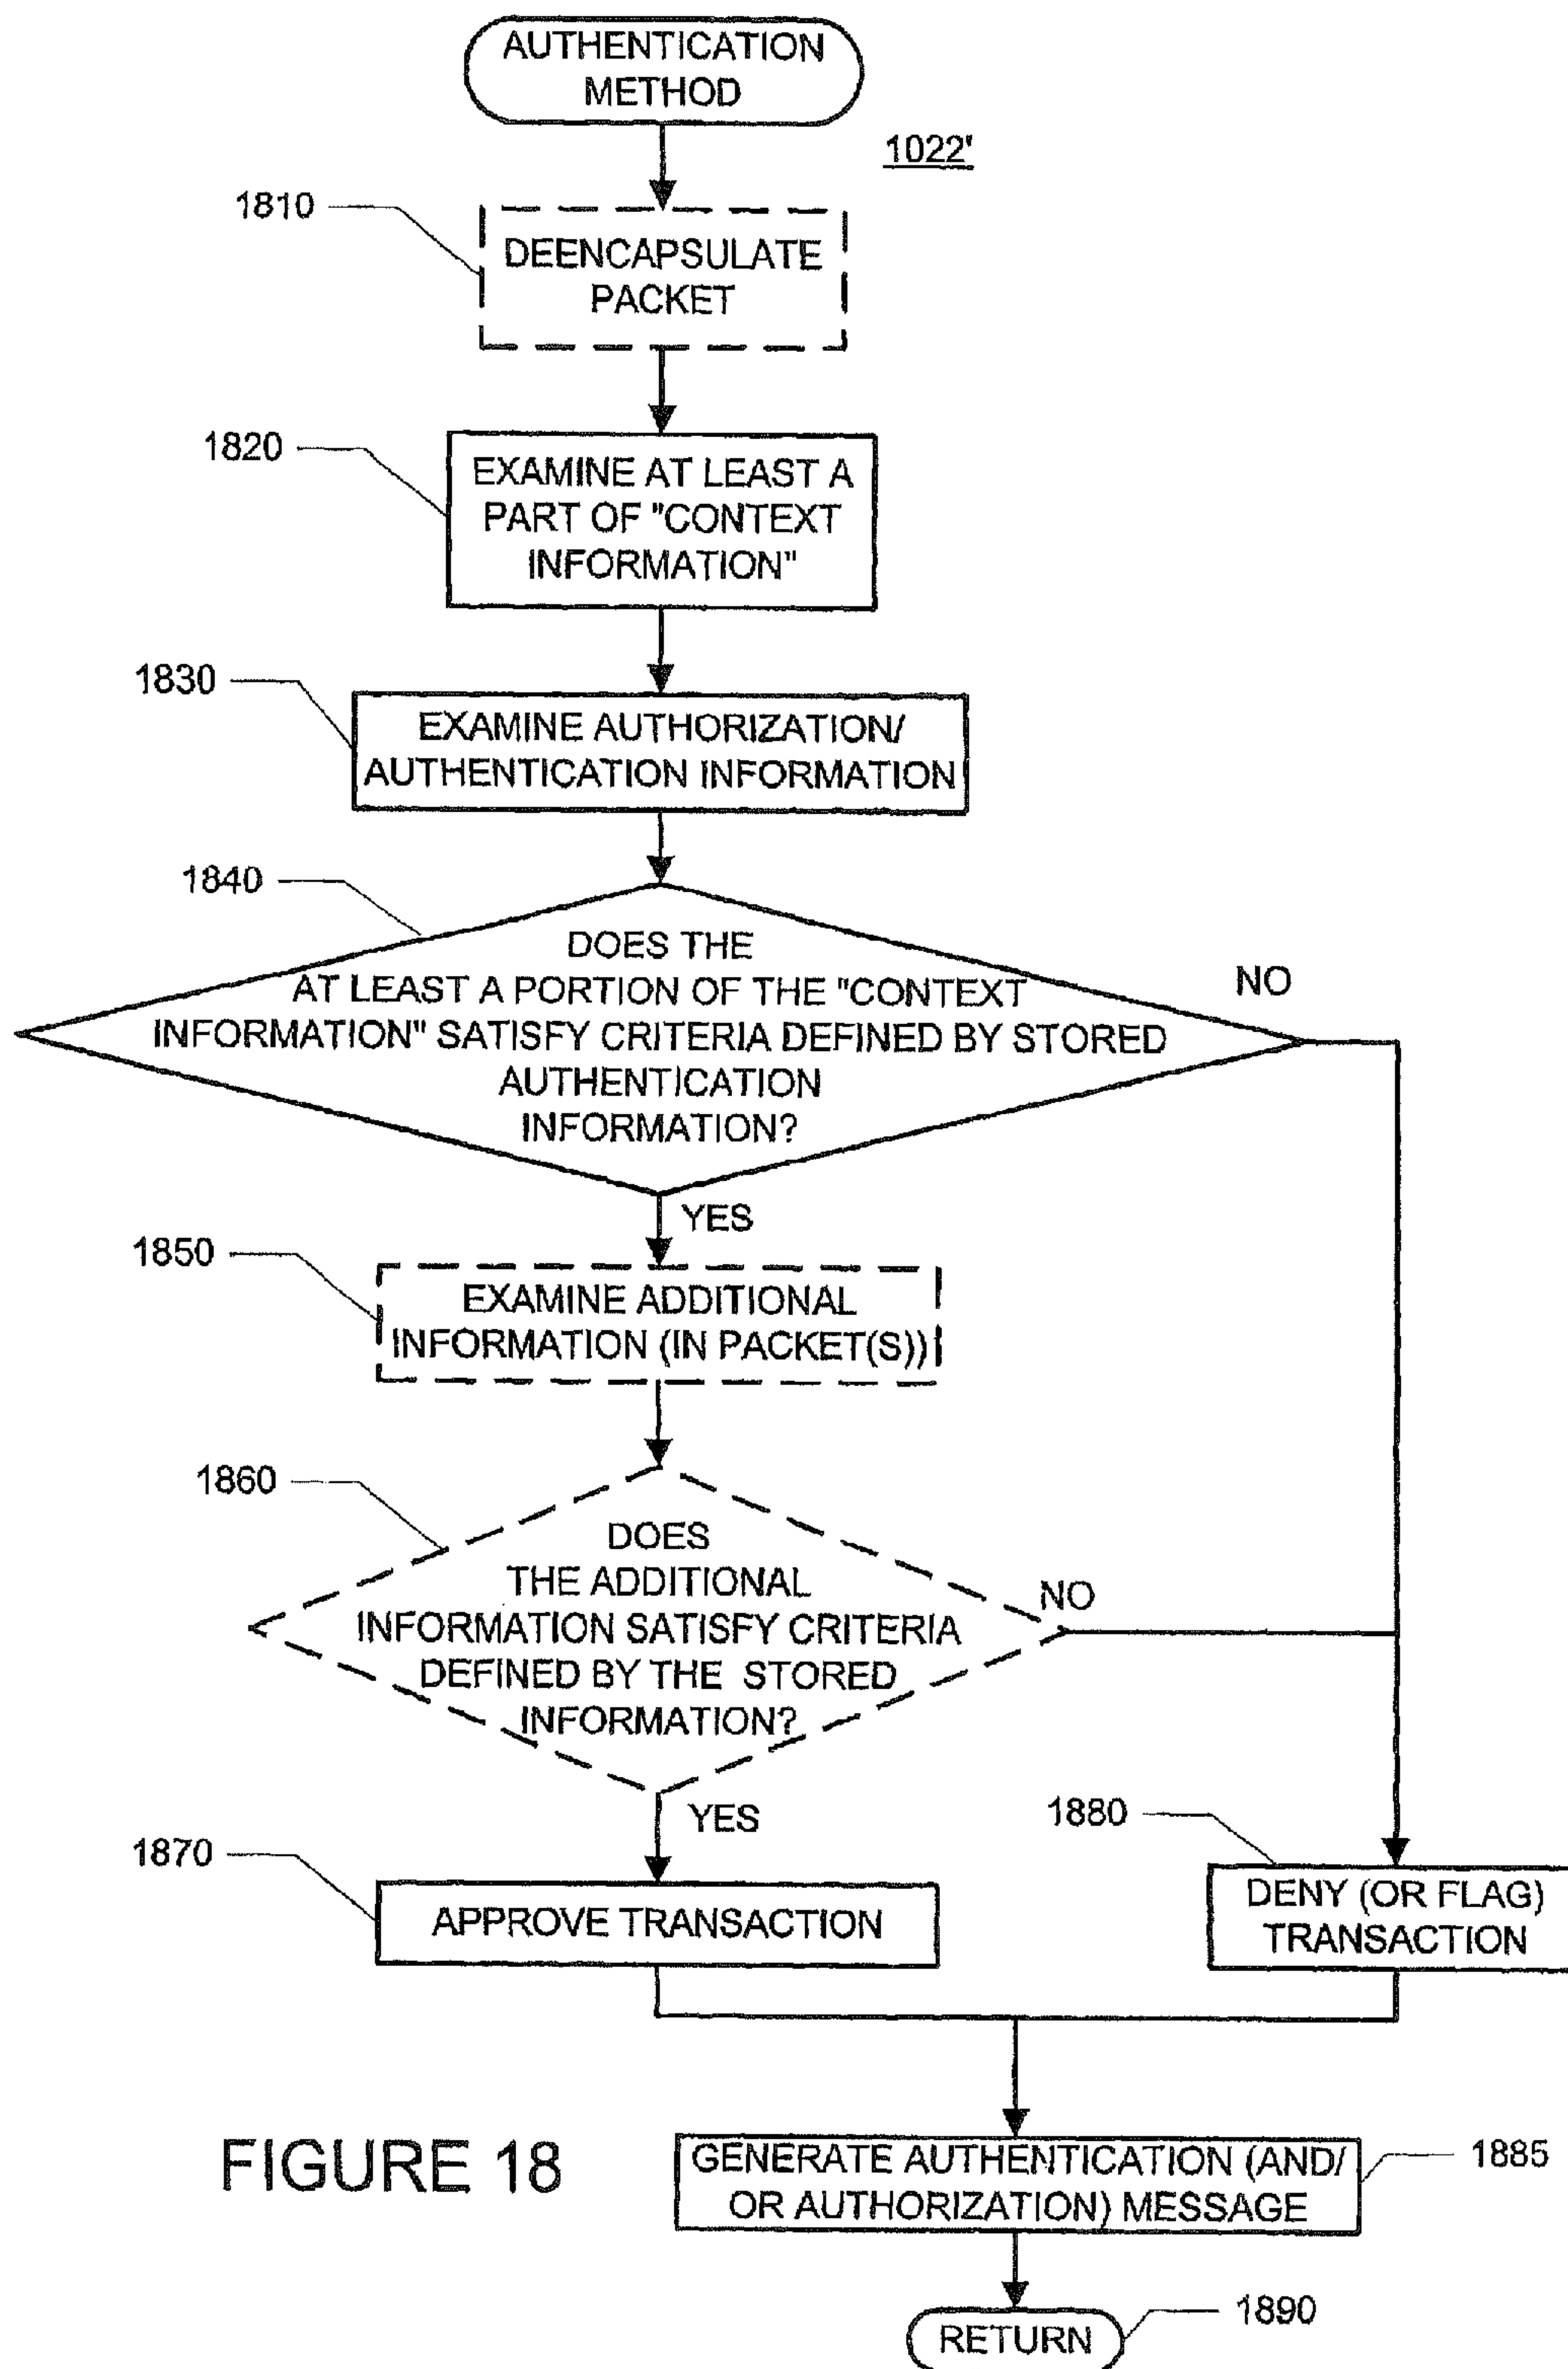 AUTHENTICATION
METHOD
1022'
1810
DEENCAPSULATE
PACKET
1820
EXAMINE AT LEAST A
PART OF "CONTEXT
INFORMATION"
1830
EXAMINE AUTHORIZATION/
AUTHENTICATION INFORMATION
1840
DOES THE
AT LEAST A PORTION OF THE "CONTEXT
INFORMATION" SATISFY CRITERIA DEFINED BY STORED
AUTHENTICATION
INFORMATION?
NO
YES
1850
EXAMINE ADDITIONAL
INFORMATION (IN PACKET(S))
1860
DOES
THE ADDITIONAL
INFORMATION SATISFY CRITERIA
DEFINED BY THE STORED
INFORMATION?
NO
YES
1870
APPROVE TRANSACTION
1880
DENY (OR FLAG)
TRANSACTION
FIGURE 18
GENERATE AUTHENTICATION (AND/
OR AUTHORIZATION) MESSAGE
1885
RETURN
1890